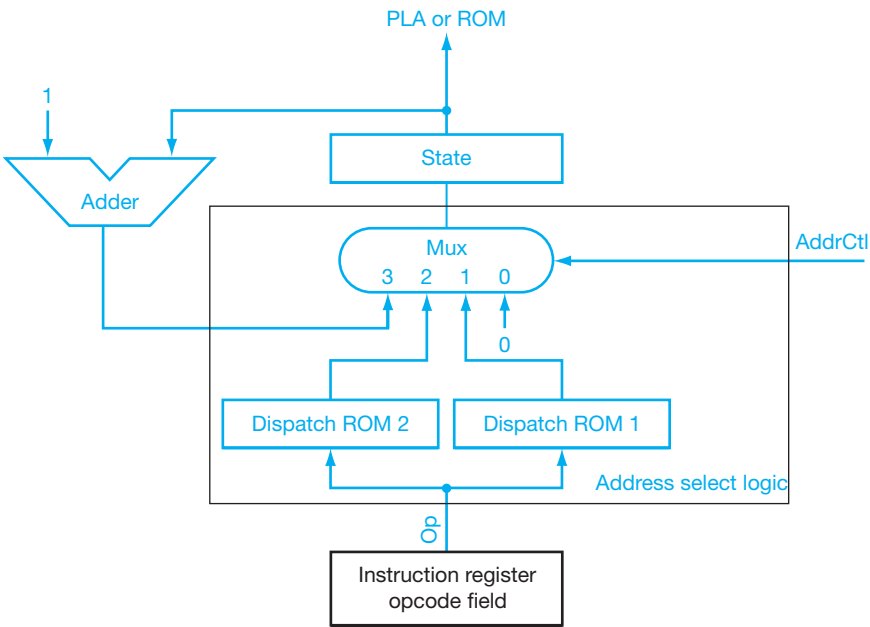 PLA or ROM
1
State
Adder
Mux
AddrCtl
3 2 1 0
0
Dispatch ROM 2
Dispatch ROM 1
Address select logic
Op
Instruction register
opcode field